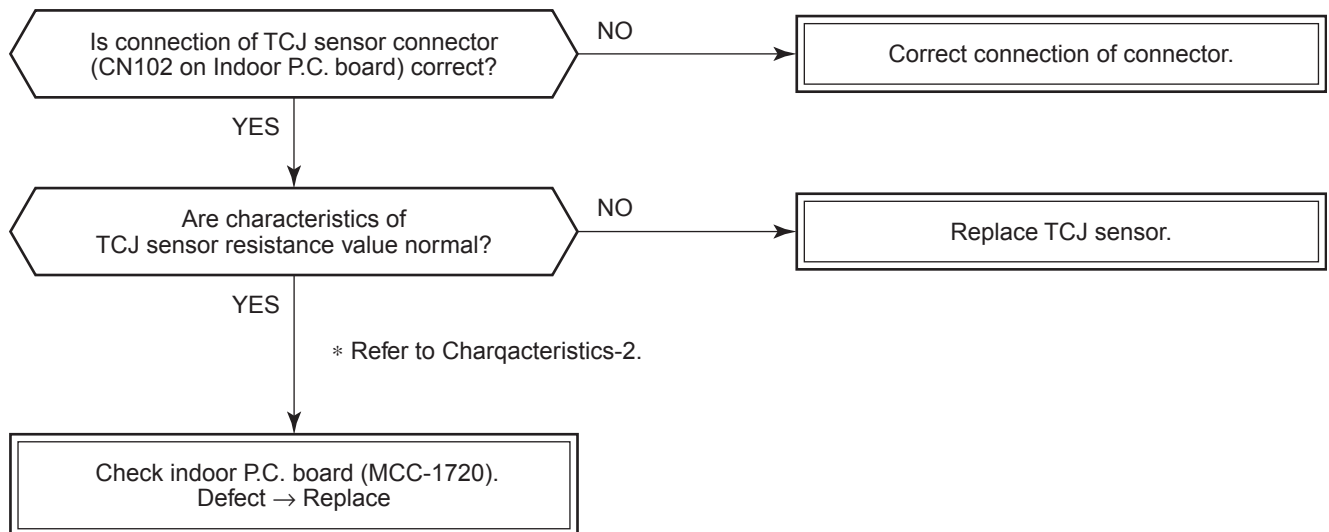 Is connection of TCJ sensor connector
(CN102 on Indoor P.C. board) correct?
NO
Correct connection of connector.
YES
Are characteristics of
TCJ sensor resistance value normal?
NO
Replace TCJ sensor.
YES
* Refer to Charqacteristics-2.
Check indoor P.C. board (MCC-1720).
Defect → Replace